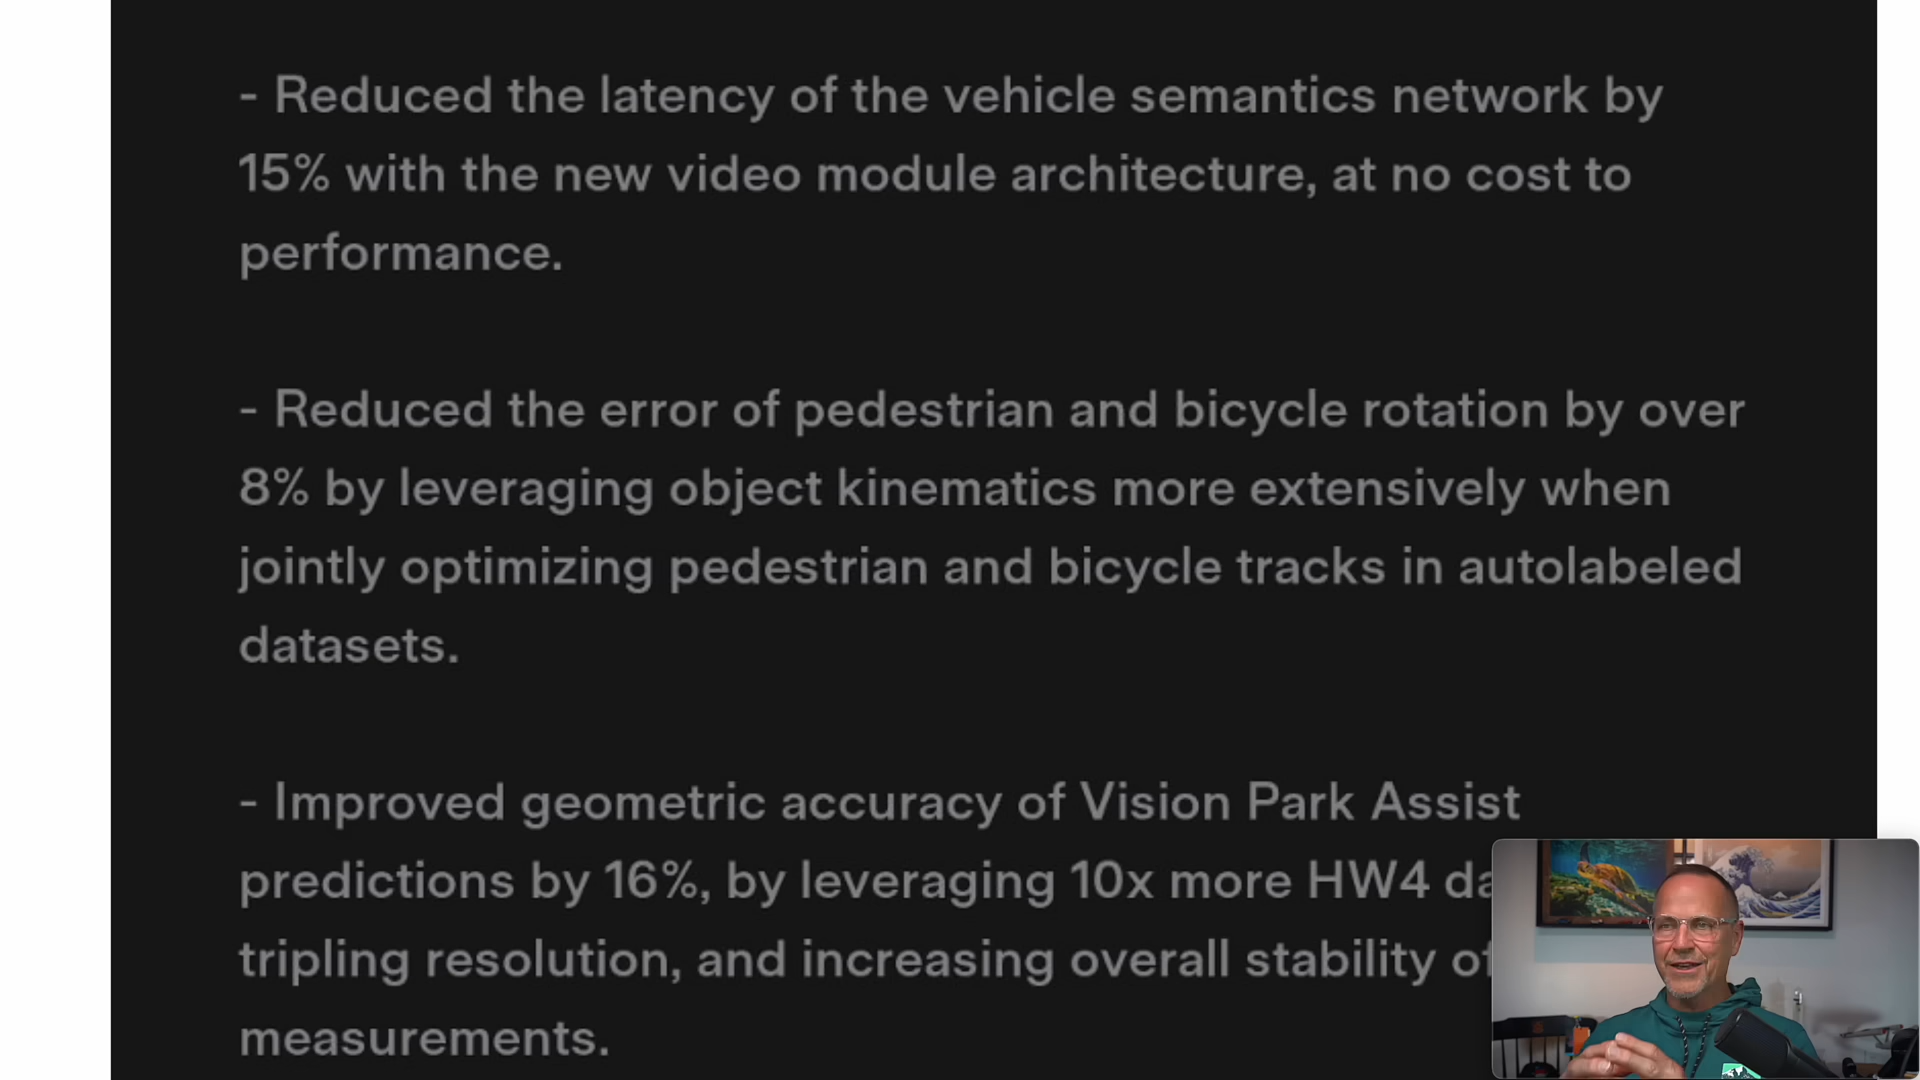 - Reduced the latency of the vehicle semantics network by
15% with the new video module architecture, at no cost to
performance.
- Reduced the error of pedestrian and bicycle rotation by over
8% by leveraging object kinematics more extensively when
jointly optimizing pedestrian and bicycle tracks in autolabeled
datasets.
- Improved geometric accuracy of Vision Park Assist
predictions by 16%, by leveraging 10x more HW4
tripling resolution, and increasing overall stability of
measurements.